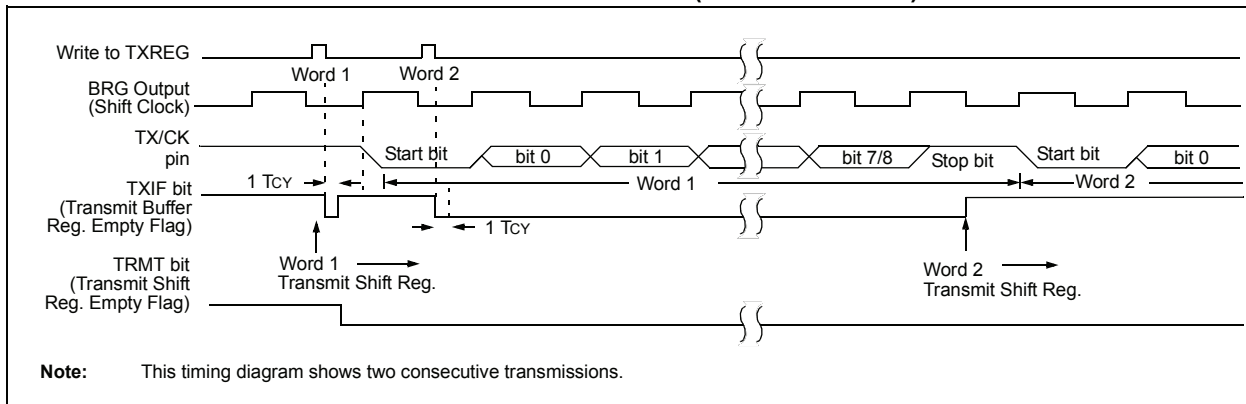 Write to TXREG
Word 1
Word 2
BRG Output
(Shift Clock)
TX/CK
pin
Start bit
bit 0
bit 1
bit 7/8
Stop bit
Start bit
bit 0
1 TCY
Word 1
Word 2
TXIF bit
(Transmit Buffer
Reg. Empty Flag)
1 TCY
Word 1
Transmit Shift Reg.
Word 2
Transmit Shift Reg.
TRMT bit
(Transmit Shift
Reg. Empty Flag)
Note: This timing diagram shows two consecutive transmissions.